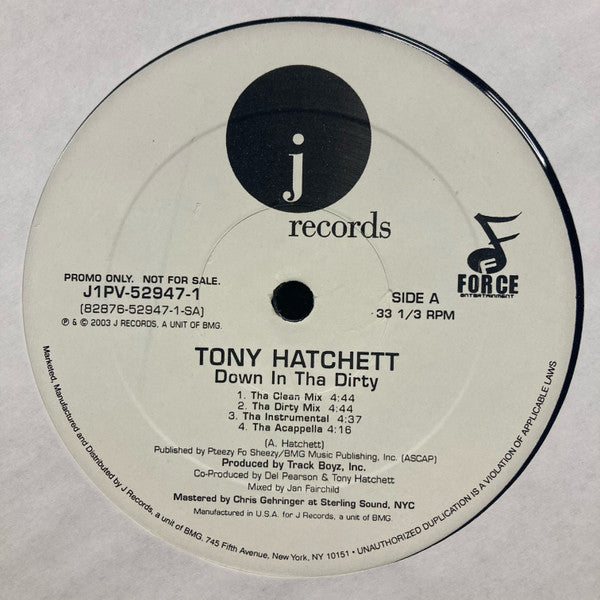 j
records
F
FORCE
ENTERTAINMENT
PROMO ONLY. NOT FOR SALE.
J1PV-52947-1
(82876-52947-1-SA)
℗ & © 2003 J RECORDS, A UNIT OF BMG.
SIDE A
33 1/3 RPM
TONY HATCHETT
Down In Tha Dirty
1. Tha Clean Mix 4:44
2. Tha Dirty Mix 4:44
3. Tha Instrumental 4:37
4. Tha Acappella 4:16
(A. Hatchett)
Published by Pteezy Fo Sheezy/BMG Music Publishing, Inc. (ASCAP)
Produced by Track Boyz, Inc.
Co-Produced by Del Pearson & Tony Hatchett
Mixed by Jan Fairchild
Mastered by Chris Gehringer at Sterling Sound, NYC
Manufactured in U.S.A. for J Records, a unit of BMG.
Marketed, Manufactured and Distributed by J Records, a unit of BMG. 745 Fifth Avenue, New York, NY 10151 • UNAUTHORIZED DUPLICATION IS A VIOLATION OF APPLICABLE LAWS